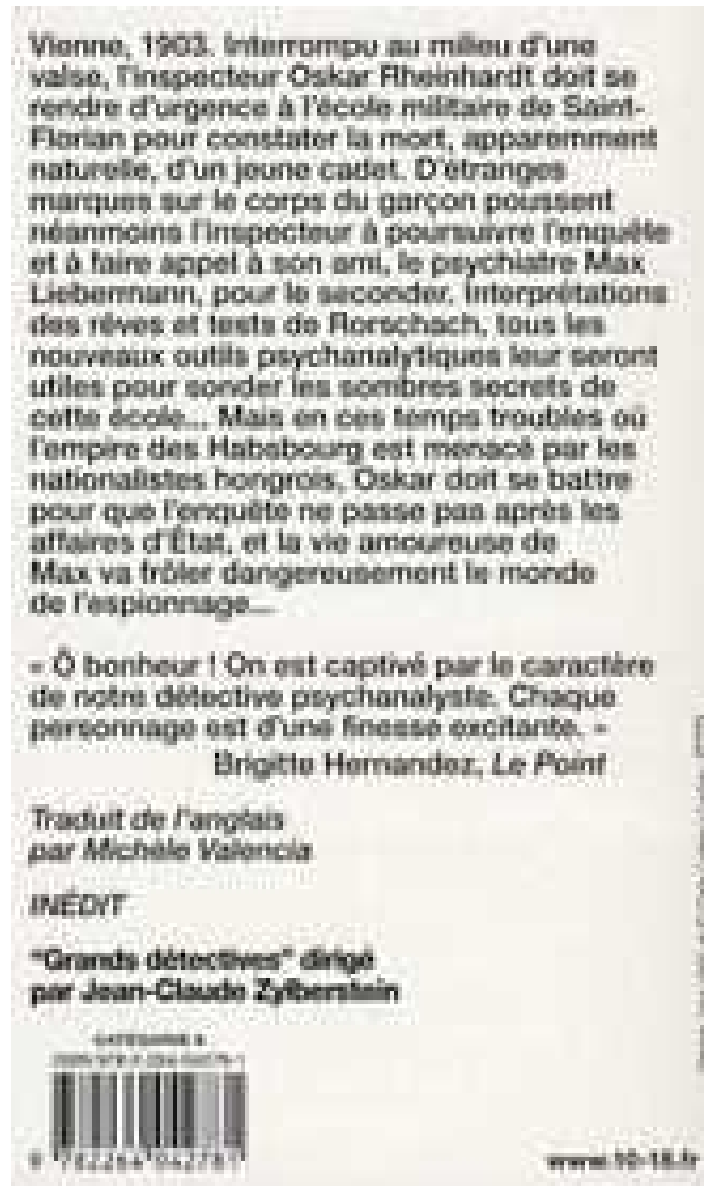 Vienne, 1903. Interrompu au milieu d'une
valse, l'inspecteur Oskar Rheinhardt doit se
rendre d'urgence à l'école militaire de Saint-
Florian pour constater la mort, apparemment
naturelle, d'un jeune cadet. D'étranges
marques sur le corps du garçon poussent
néanmoins l'inspecteur à poursuivre l'enquête
et à faire appel à son ami, le psychiatre Max
Liebermann, pour le seconder. Interprétations
des rêves et tests de Rorschach, tous les
nouveaux outils psychanalytiques leur seront
utiles pour sonder les sombres secrets de
cette école... Mais en ces temps troubles où
l'empire des Habsbourg est menacé par les
nationalistes hongrois, Oskar doit se battre
pour que l'enquête ne passe pas après les
affaires d'État, et la vie amoureuse de
Max va frôler dangereusement le monde
de l'espionnage...
« Ô bonheur ! On est captivé par le caractère
de notre détective psychanalyste. Chaque
personnage est d'une finesse excitante. »
Brigitte Hernandez, Le Point
Traduit de l'anglais
par Michèle Valencia
INÉDIT
"Grands détectives" dirigé
par Jean-Claude Zylberstein
www.10-18.fr